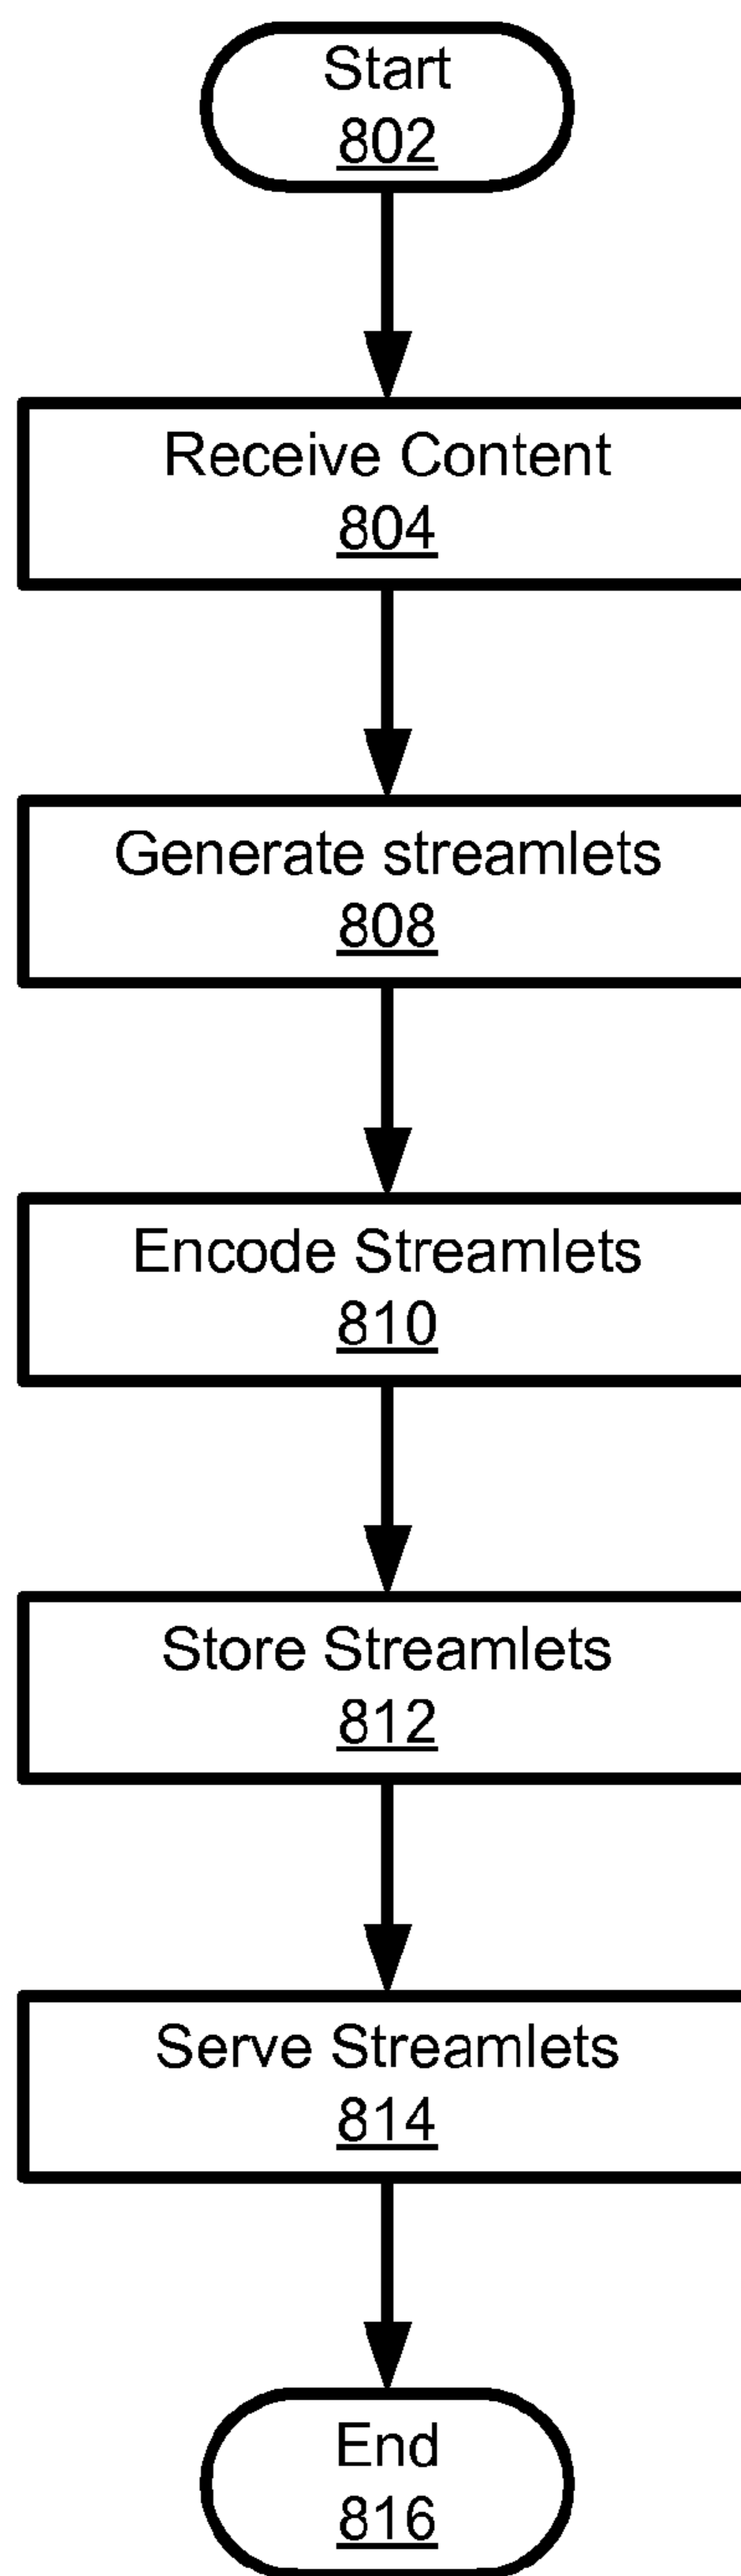 Start
802
Receive Content
804
Generate streamlets
808
Encode Streamlets
810
Store Streamlets
812
Serve Streamlets
814
End
816